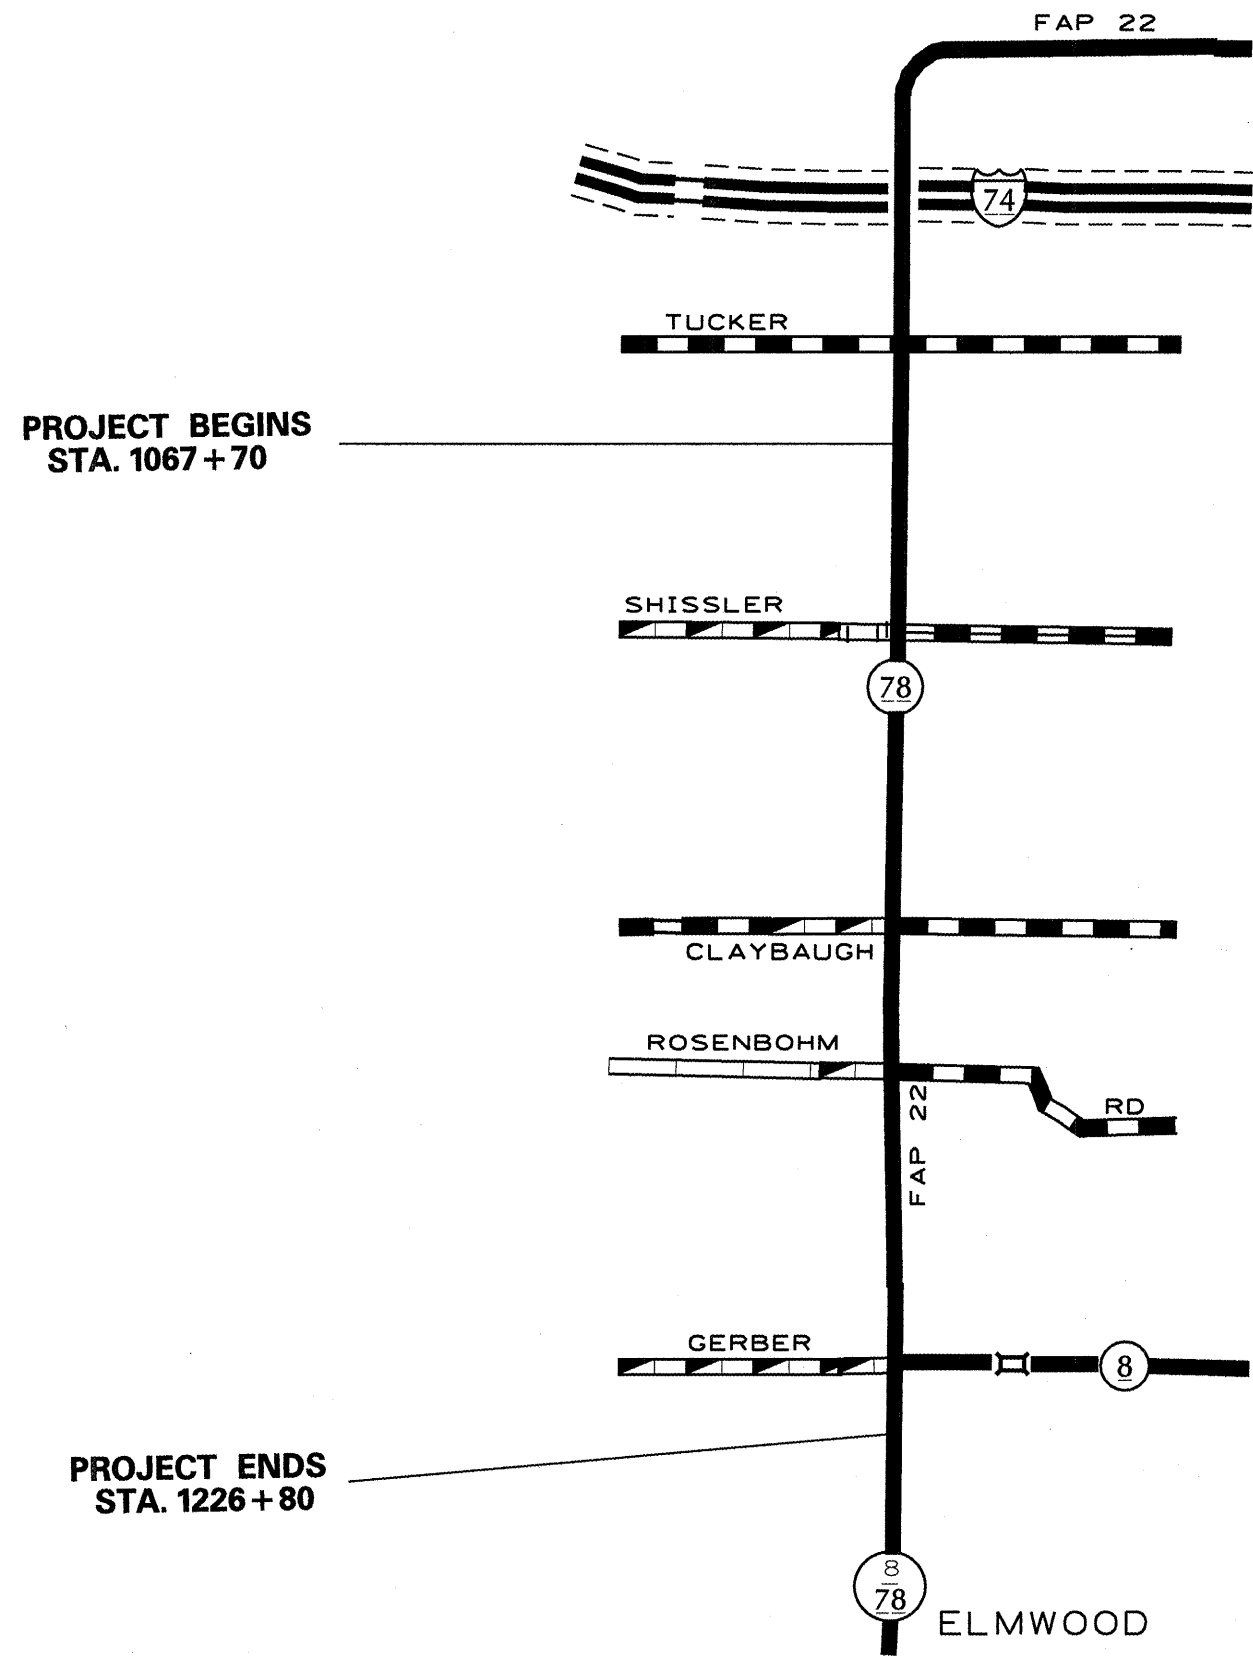 FAP 22
74
TUCKER
PROJECT BEGINS
STA. 1067+70
SHISSLER
78
CLAYBAUGH
ROSENBOHM
RD
FAP 22
GERBER
8
PROJECT ENDS
STA. 1226+80
8
78
ELMWOOD